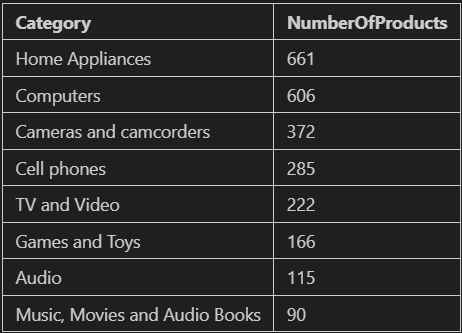 Category NumberOfProducts
Home Appliances 661
Computers 606
Cameras and camcorders 372
Cell phones 285
TV and Video 222
Games and Toys 166
Audio 115
Music, Movies and Audio Books 90